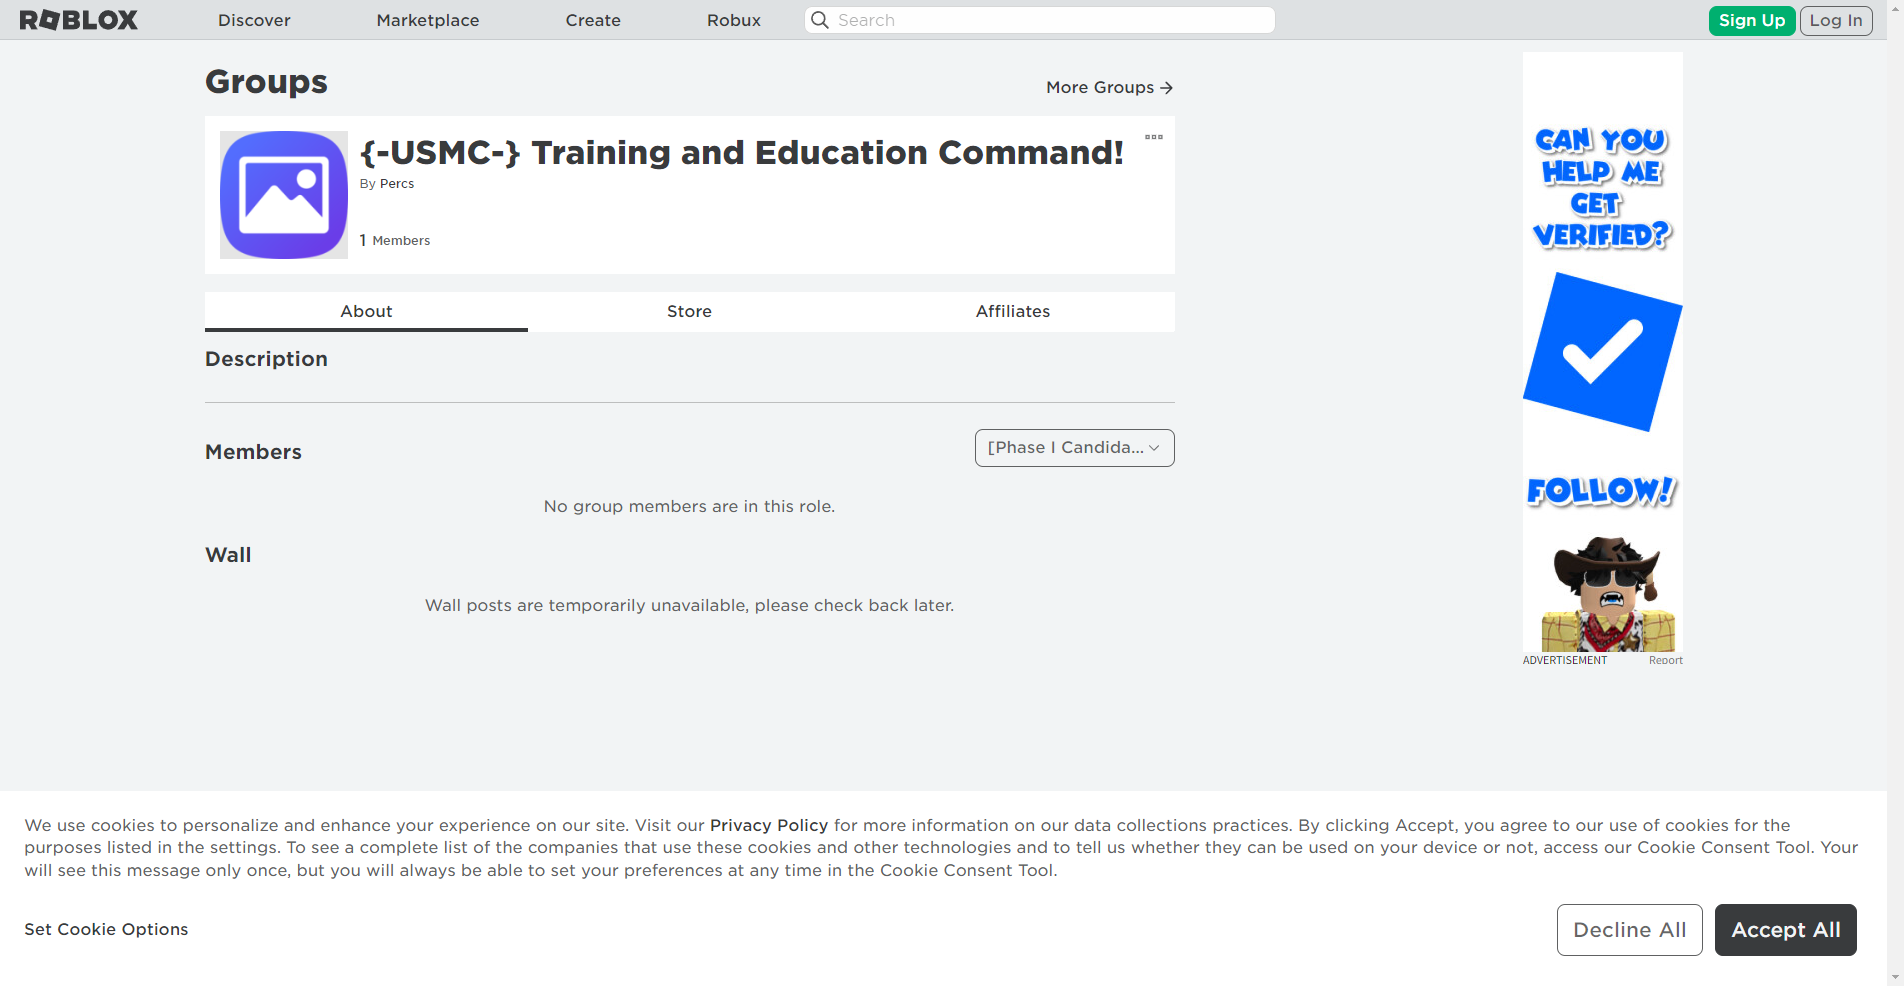 ROBLOX Discover Marketplace Create Robux Search Sign Up Log In
Groups
More Groups →
{-USMC-} Training and Education Command!
By Percs
1 Members
About Store Affiliates
Description
Members
[Phase I Candida...
No group members are in this role.
Wall
Wall posts are temporarily unavailable, please check back later.
CAN YOU
HELP ME
GET
VERIFIED?
FOLLOW!
ADVERTISEMENT Report
We use cookies to personalize and enhance your experience on our site. Visit our Privacy Policy for more information on our data collections practices. By clicking Accept, you agree to our use of cookies for the
purposes listed in the settings. To see a complete list of the companies that use these cookies and other technologies and to tell us whether they can be used on your device or not, access our Cookie Consent Tool. Your
will see this message only once, but you will always be able to set your preferences at any time in the Cookie Consent Tool.
Set Cookie Options
Decline All
Accept All